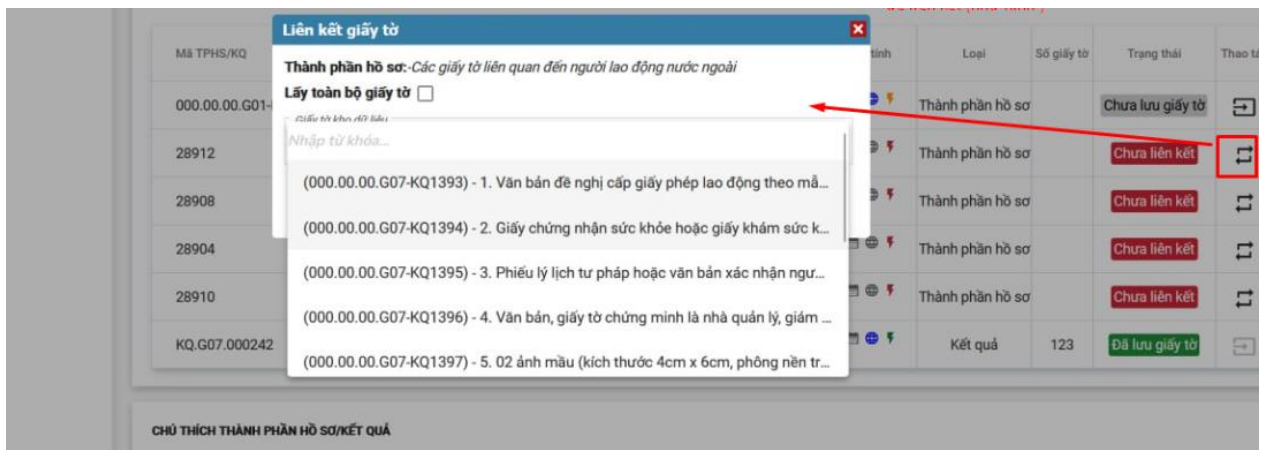 Liên kết giấy tờ
Mã TPHS/KQ
tính
Loại
Số giấy tờ
Trạng thái
Thao tá
Thành phần hồ sơ:-Các giấy tờ liên quan đến người lao động nước ngoài
Lấy toàn bộ giấy tờ
000.00.00.G01-
Thành phần hồ sơ
Chưa lưu giấy tờ
Giấy tờ kho dữ liệu
Nhập từ khóa...
28912
Thành phần hồ sơ
Chưa liên kết
(000.00.00.G07-KQ1393) - 1. Văn bản đề nghị cấp giấy phép lao động theo mẫ...
28908
Thành phần hồ sơ
Chưa liên kết
(000.00.00.G07-KQ1394) - 2. Giấy chứng nhận sức khỏe hoặc giấy khám sức k...
28904
Thành phần hồ sơ
Chưa liên kết
(000.00.00.G07-KQ1395) - 3. Phiếu lý lịch tư pháp hoặc văn bản xác nhận ngư...
28910
Thành phần hồ sơ
Chưa liên kết
(000.00.00.G07-KQ1396) - 4. Văn bản, giấy tờ chứng minh là nhà quản lý, giám ...
KQ.G07.000242
Kết quả
123
Đã lưu giấy tờ
(000.00.00.G07-KQ1397) - 5. 02 ảnh mầu (kích thước 4cm x 6cm, phông nền tr...
CHÚ THÍCH THÀNH PHẦN HỒ SƠ/KẾT QUẢ